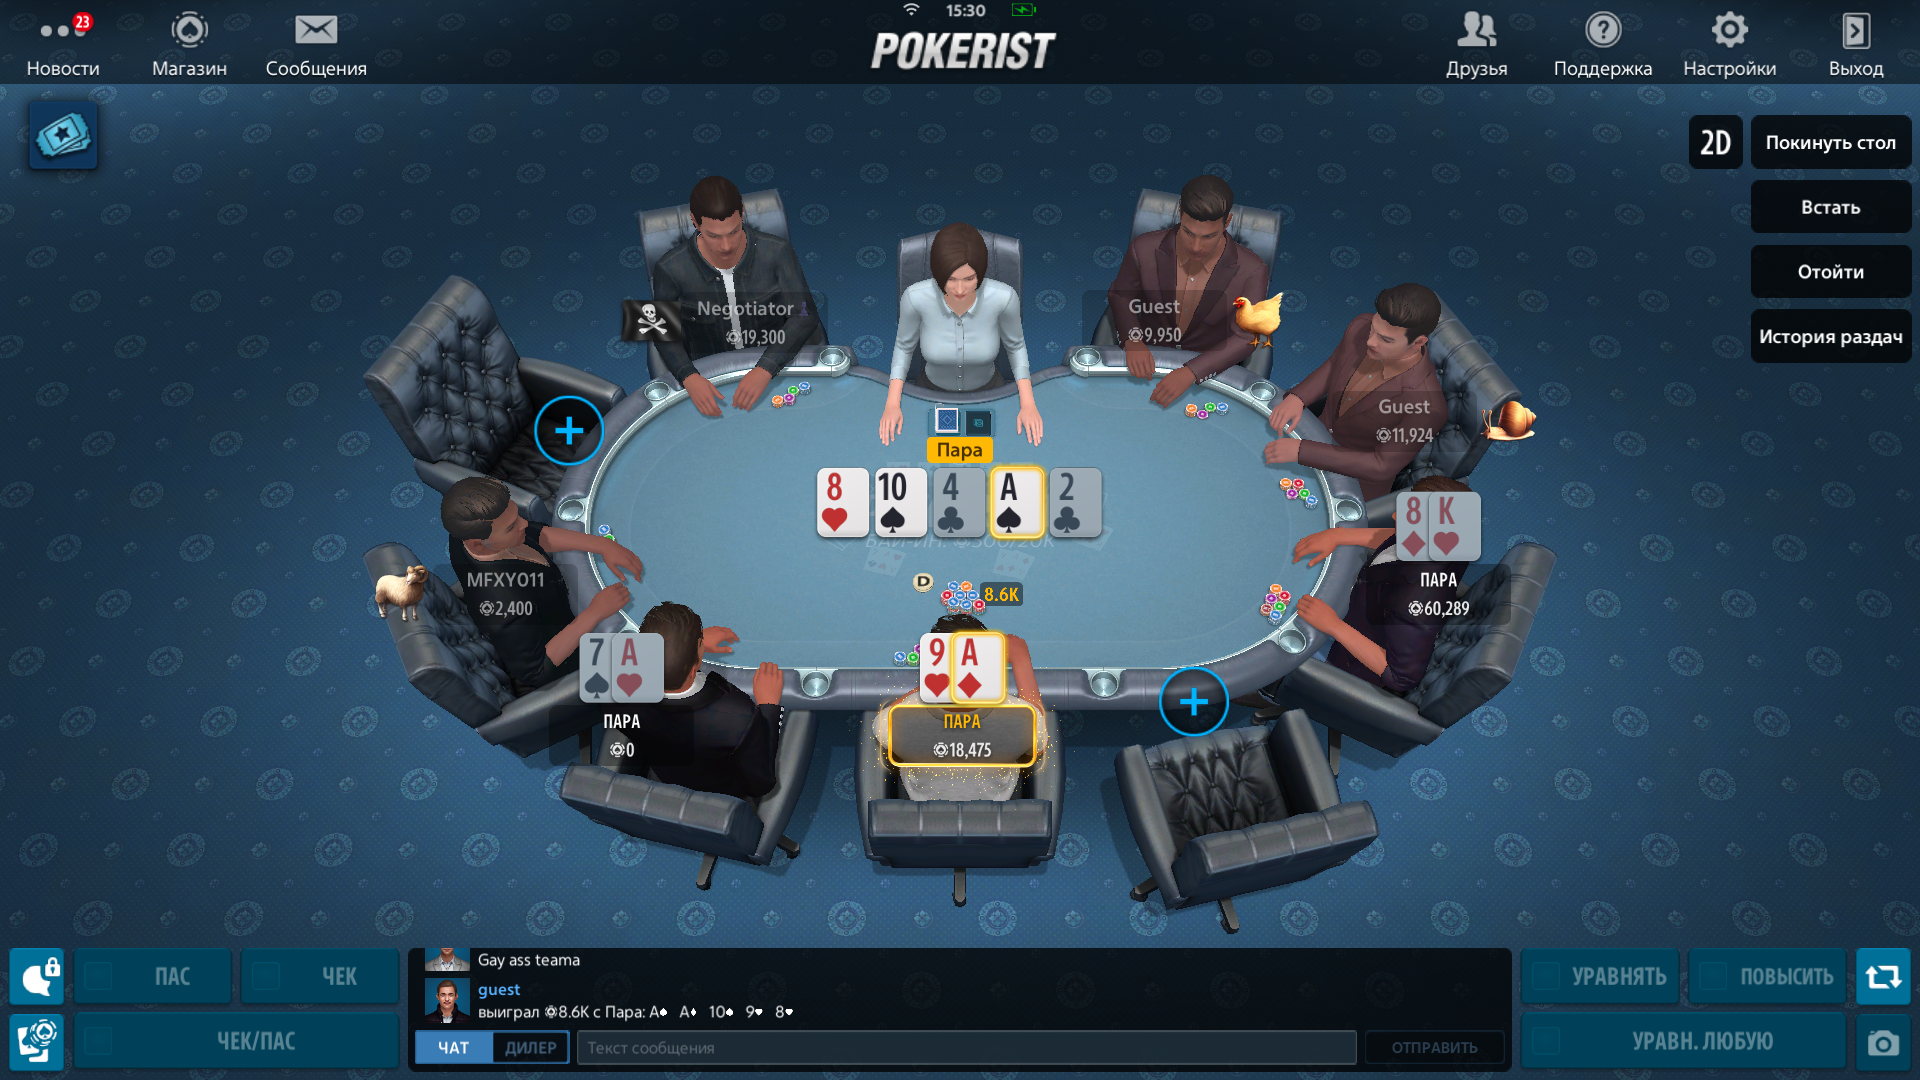 15:30
23
Новости
Магазин
Сообщения
POKERIST
Друзья
Поддержка
Настройки
Выход
2D
Покинуть стол
Встать
Отойти
История раздач
Negotiator
19,300
Guest
9,950
Guest
11,924
Пара
8
10
4
A
2
8 K
ПАРА
60,289
MFXYO11
2,400
D
8.6K
7 A
ПАРА
0
9 A
ПАРА
18,475
ПАС
ЧЕК
ЧЕК/ПАС
Gay ass teama
guest
выиграл 8.6K с Пара: A♠ A♦ 10♠ 9♥ 8♥
ЧАТ
ДИЛЕР
Текст сообщения
ОТПРАВИТЬ
УРАВНЯТЬ
ПОВЫСИТЬ
УРАВН. ЛЮБУЮ